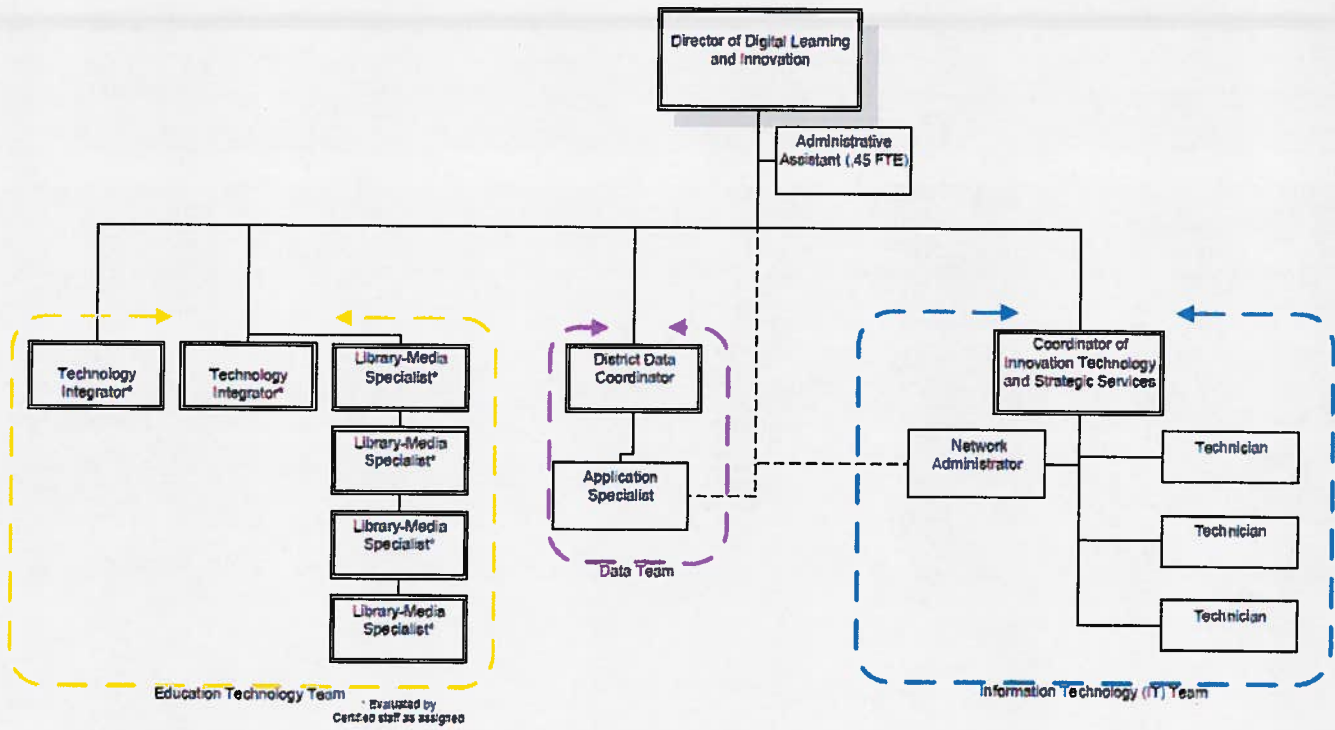 Director of Digital Learning
and Innovation
Administrative
Assistant (.45 FTE)
Technology
Integrator*
Technology
Integrator*
Library-Media
Specialist*
Library-Media
Specialist*
Library-Media
Specialist*
Library-Media
Specialist*
District Data
Coordinator
Application
Specialist
Data Team
Coordinator of
Innovation Technology
and Strategic Services
Network
Administrator
Technician
Technician
Technician
Education Technology Team
* Evaluated by
Certified staff as assigned
Information Technology (IT) Team